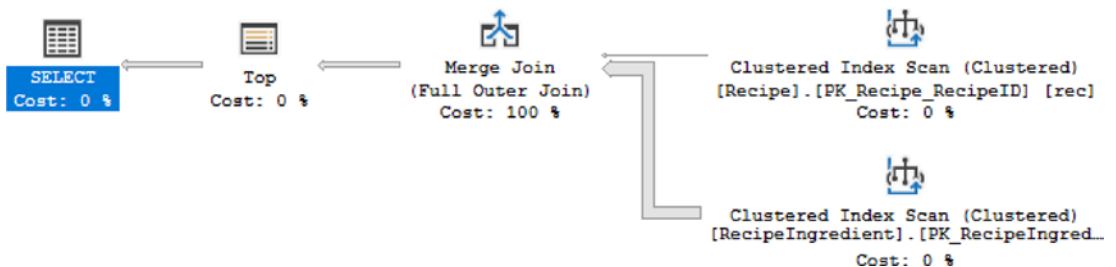 SELECT
Cost: 0 %
Top
Cost: 0 %
Merge Join
(Full Outer Join)
Cost: 100 %
Clustered Index Scan (Clustered)
[Recipe].[PK_Recipe_RecipeID] [rec]
Cost: 0 %
Clustered Index Scan (Clustered)
[RecipeIngredient].[PK_RecipeIngred…
Cost: 0 %